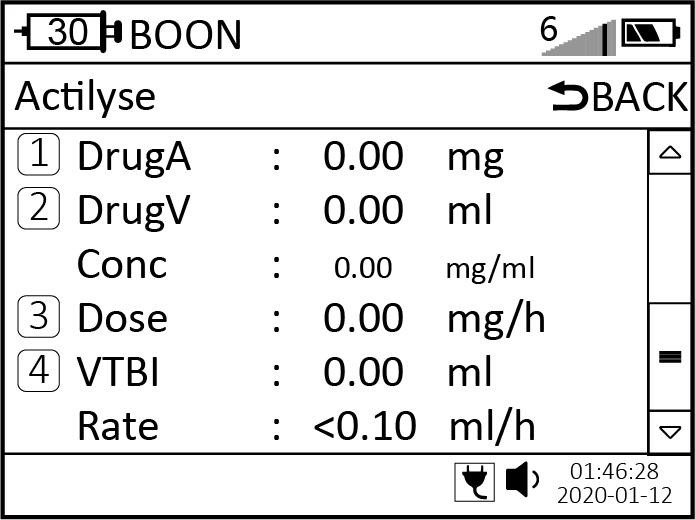 30 BOON 6
Actilyse BACK
1 DrugA : 0.00 mg
2 DrugV : 0.00 ml
Conc : 0.00 mg/ml
3 Dose : 0.00 mg/h
4 VTBI : 0.00 ml
Rate : <0.10 ml/h
01:46:28
2020-01-12